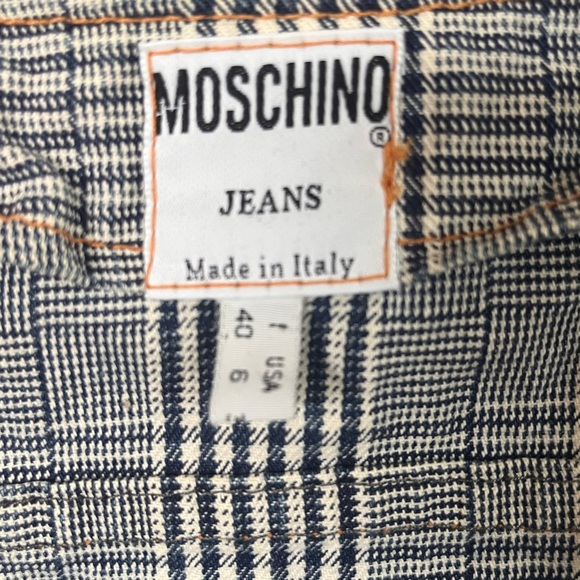 MOSCHINO
®
JEANS
Made in Italy
I 40
USA 6